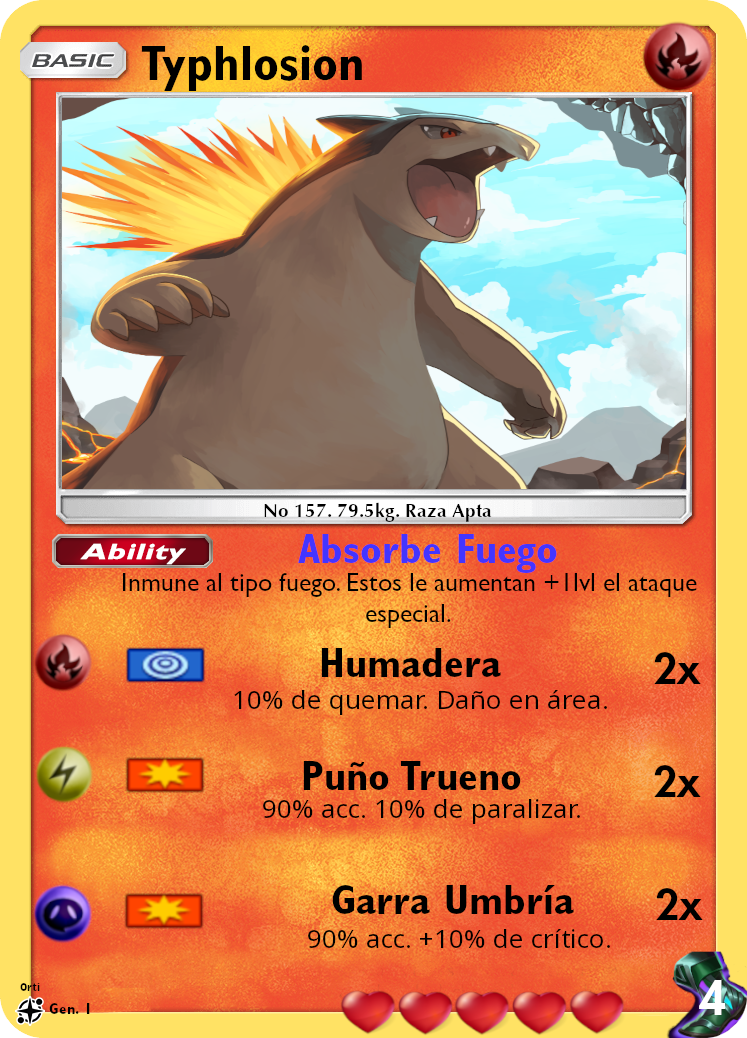 BASIC Typhlosion
No 157. 79.5kg. Raza Apta
Ability Absorbe Fuego
Inmune al tipo fuego. Estos le aumentan +1lvl el ataque
especial.
Humadera 2x
10% de quemar. Daño en área.
Puño Trueno 2x
90% acc. 10% de paralizar.
Garra Umbría 2x
90% acc. +10% de crítico.
Orti
Gen. I
4